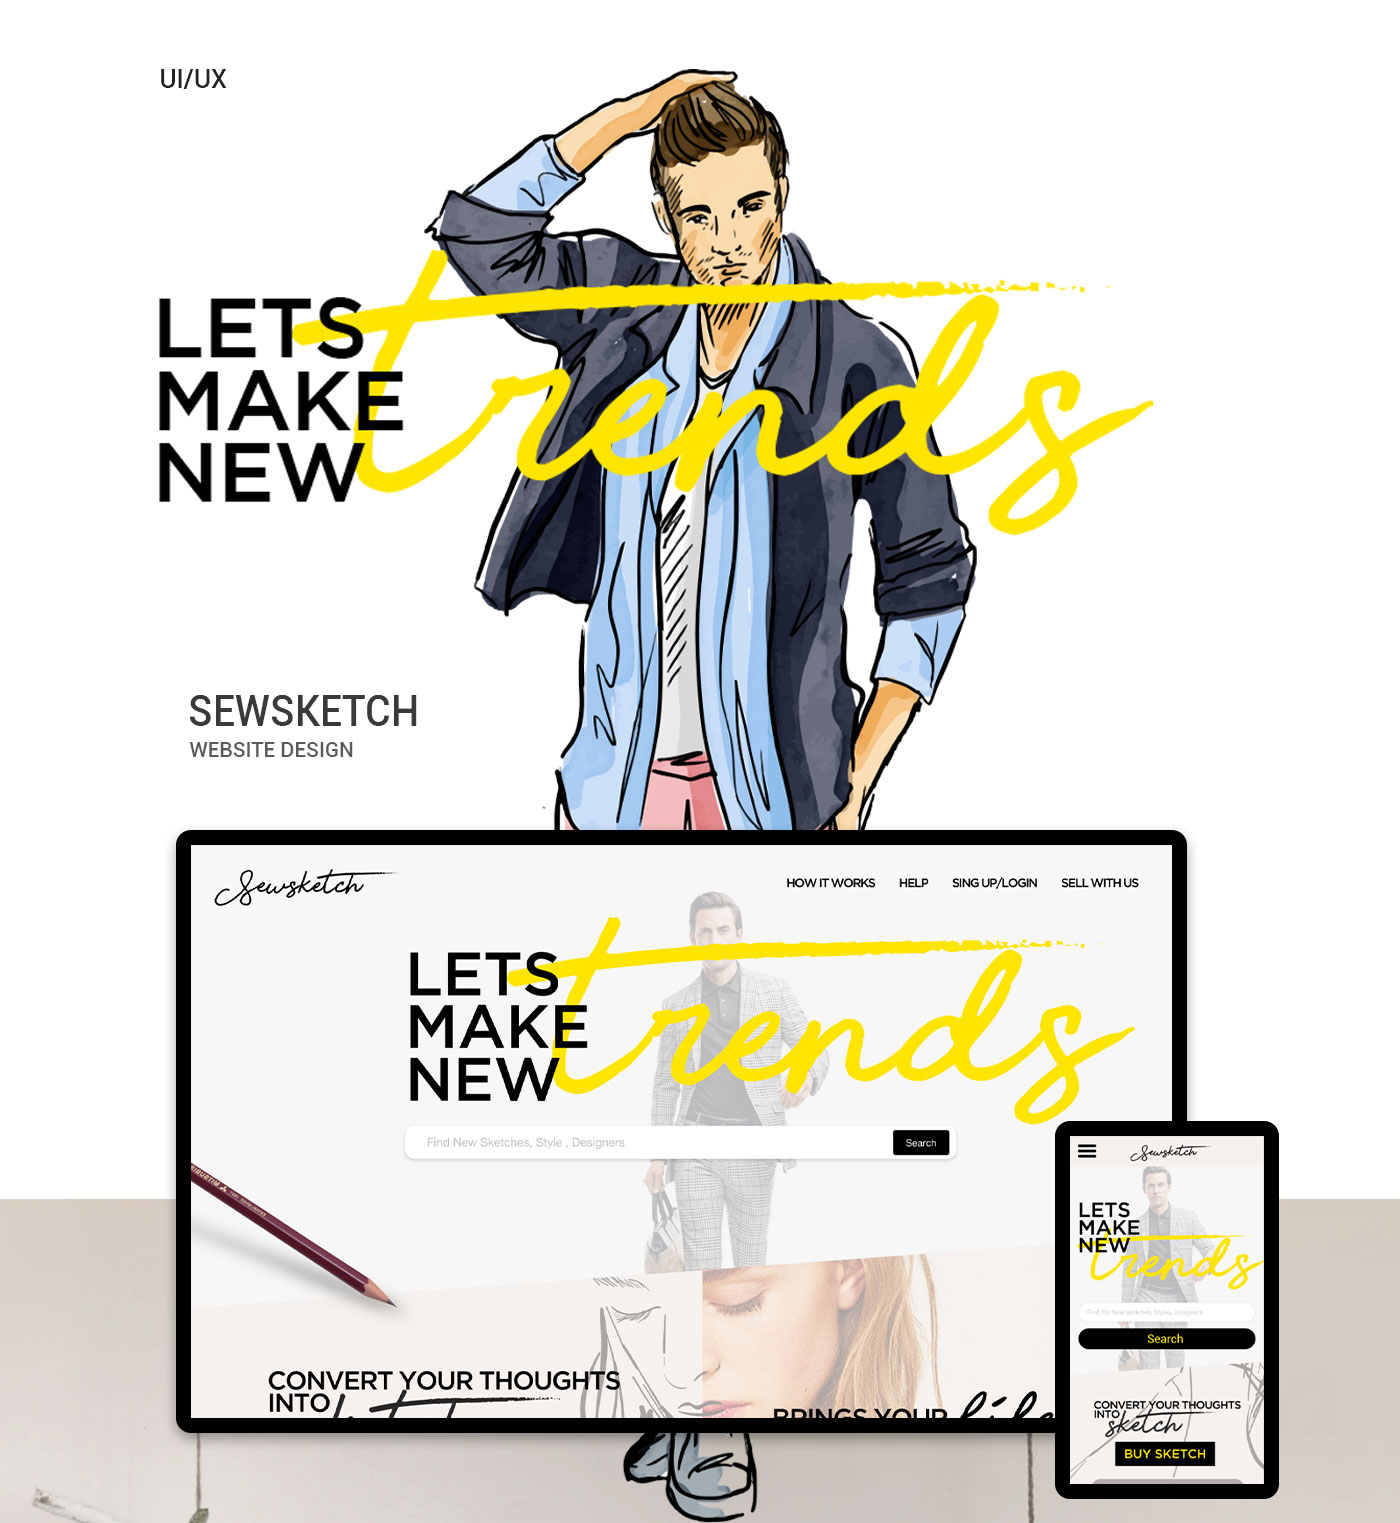 UI/UX
LETS
MAKE
NEW
trends
SEWSKETCH
WEBSITE DESIGN
Sewsketch
HOW IT WORKS HELP SING UP/LOGIN SELL WITH US
LETS
MAKE
NEW
trends
Find New Sketches, Style , Designers
Search
CONVERT YOUR THOUGHTS
INTO
BRINGS YOUR
Sewsketch
LETS
MAKE
NEW
trends
Find the New sketches, Styles, Designers
Search
CONVERT YOUR THOUGHTS
INTO sketch
BUY SKETCH